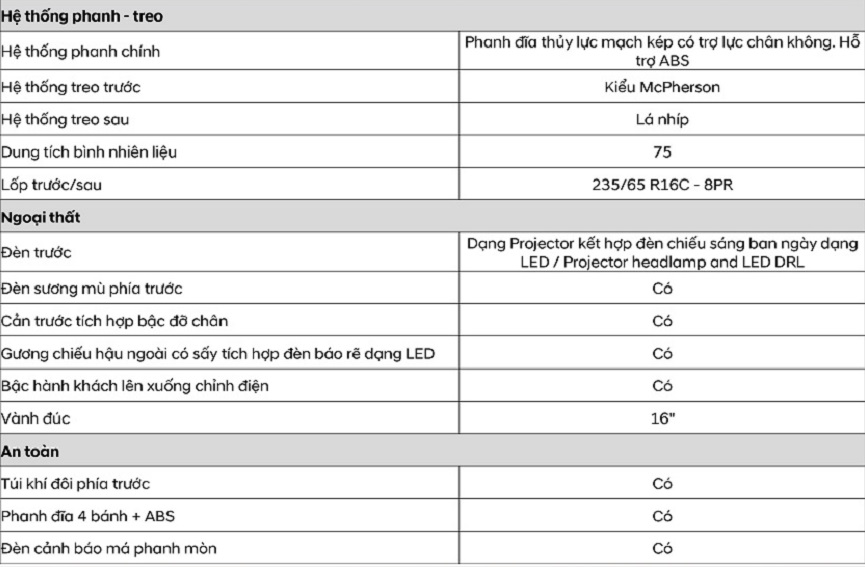 Hệ thống phanh - treo
Hệ thống phanh chính
Phanh đĩa thủy lực mạch kép có trợ lực chân không. Hỗ
trợ ABS
Hệ thống treo trước
Kiểu McPherson
Hệ thống treo sau
Lá nhíp
Dung tích bình nhiên liệu
75
Lốp trước/sau
235/65 R16C - 8PR
Ngoại thất
Đèn trước
Dạng Projector kết hợp đèn chiếu sáng ban ngày dạng
LED / Projector headlamp and LED DRL
Đèn sương mù phía trước
Có
Cản trước tích hợp bậc đỡ chân
Có
Gương chiếu hậu ngoài có sấy tích hợp đèn báo rẽ dạng LED
Có
Bậc hành khách lên xuống chỉnh điện
Có
Vành đúc
16"
An toàn
Túi khí đôi phía trước
Có
Phanh đĩa 4 bánh + ABS
Có
Đèn cảnh báo má phanh mòn
Có